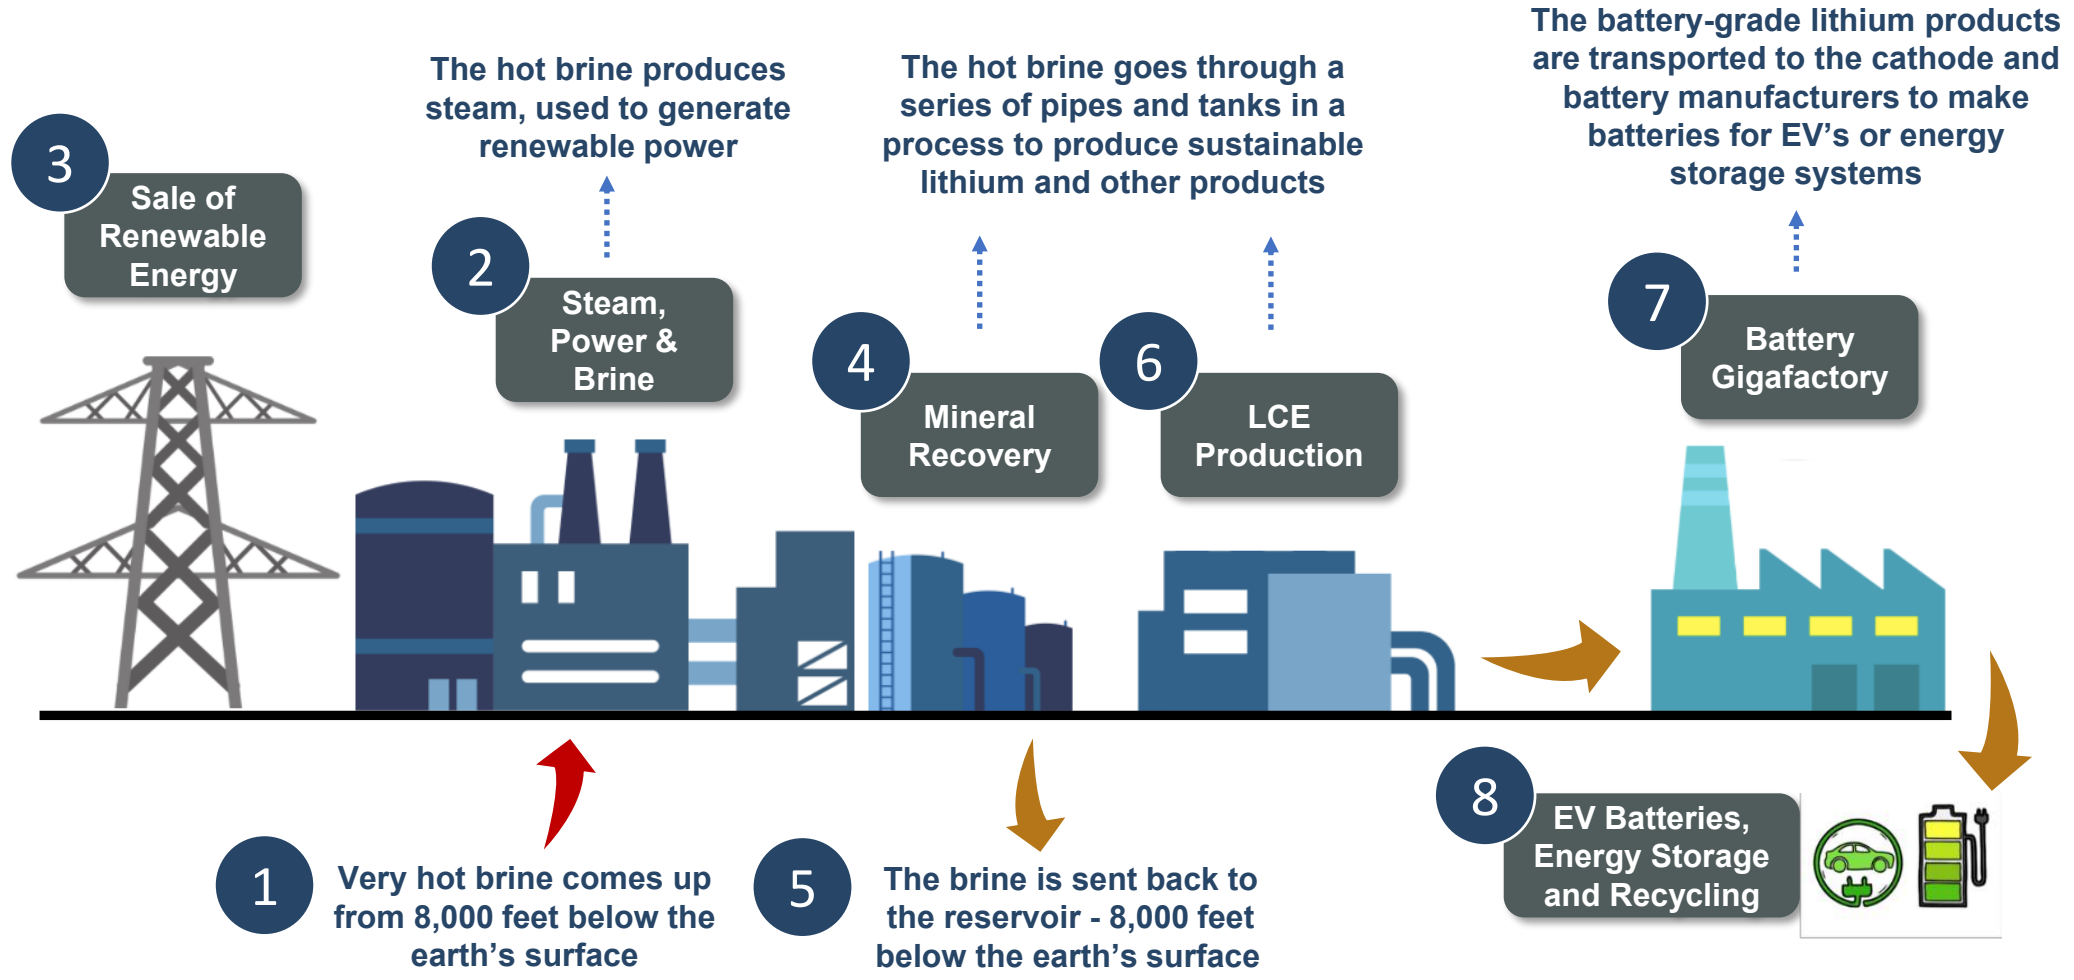 3
Sale of
Renewable
Energy
The hot brine produces
steam, used to generate
renewable power
2
Steam,
Power &
Brine
The hot brine goes through a
series of pipes and tanks in a
process to produce sustainable
lithium and other products
4
Mineral
Recovery
6
LCE
Production
The battery-grade lithium products
are transported to the cathode and
battery manufacturers to make
batteries for EV’s or energy
storage systems
7
Battery
Gigafactory
1
Very hot brine comes up
from 8,000 feet below the
earth’s surface
5
The brine is sent back to
the reservoir - 8,000 feet
below the earth’s surface
8
EV Batteries,
Energy Storage
and Recycling